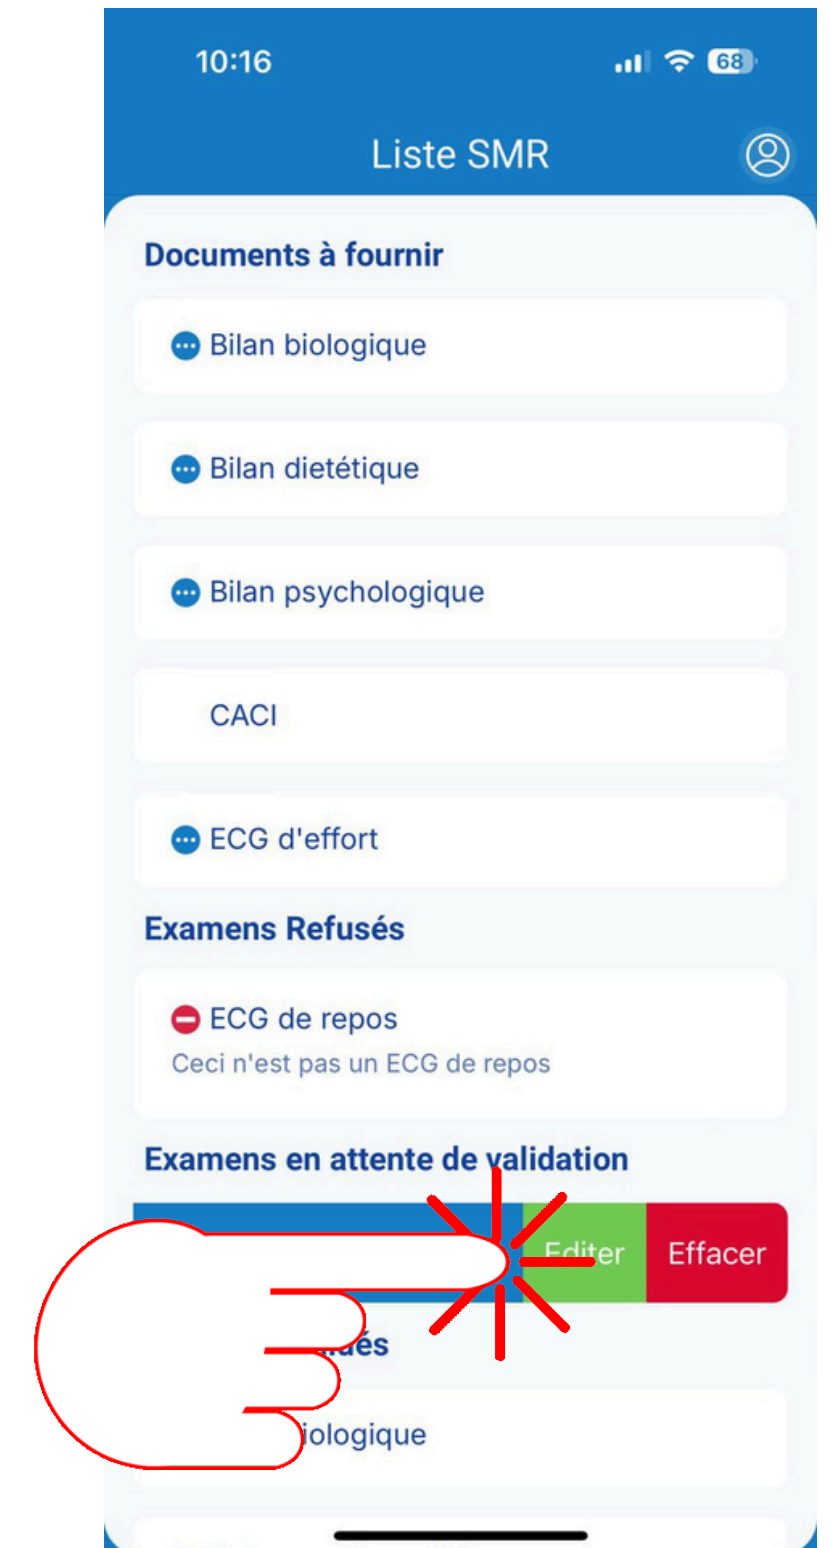 10:16
68
Liste SMR
Documents à fournir
Bilan biologique
Bilan dietétique
Bilan psychologique
CACI
ECG d'effort
Examens Refusés
ECG de repos
Ceci n'est pas un ECG de repos
Examens en attente de validation
Editer Effacer